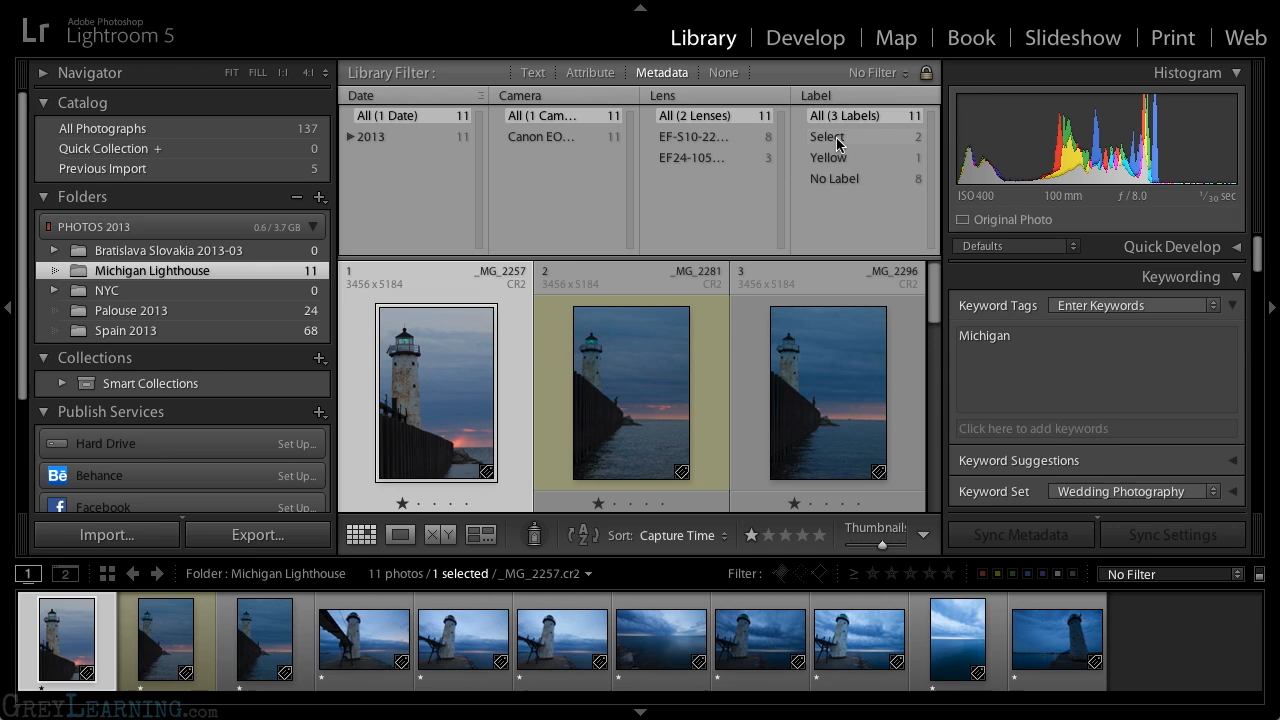 Lr
Adobe Photoshop
Lightroom 5
Library | Develop | Map | Book | Slideshow | Print | Web
Navigator FIT FILL 1:1 4:1
Catalog
All Photographs 137
Quick Collection + 0
Previous Import 5
Folders
PHOTOS 2013 0.6 / 3.7 GB
Bratislava Slovakia 2013-03 0
Michigan Lighthouse 11
NYC 0
Palouse 2013 24
Spain 2013 68
Collections
Smart Collections
Publish Services
Hard Drive Set Up...
Bē Behance Set Up...
f Facebook Set Up...
Import...
Export...
Library Filter : Text Attribute Metadata None No Filter
Date Camera Lens Label
All (1 Date) 11
2013 11
All (1 Cam... 11
Canon EO... 11
All (2 Lenses) 11
EF-S10-22... 8
EF24-105... 3
All (3 Labels) 11
Select 2
Yellow 1
No Label 8
1 _MG_2257
3456 x 5184 CR2
2 _MG_2281
3456 x 5184 CR2
3 _MG_2296
3456 x 5184 CR2
XY
Sort: Capture Time
Thumbnails
Histogram
ISO 400 100 mm ƒ / 8.0 1/30 sec
Original Photo
Defaults Quick Develop
Keywording
Keyword Tags Enter Keywords
Michigan
Click here to add keywords
Keyword Suggestions
Keyword Set Wedding Photography
Sync Metadata
Sync Settings
1 2 Folder : Michigan Lighthouse 11 photos / 1 selected / _MG_2257.cr2 Filter : ≥ No Filter
GreyLearning.com